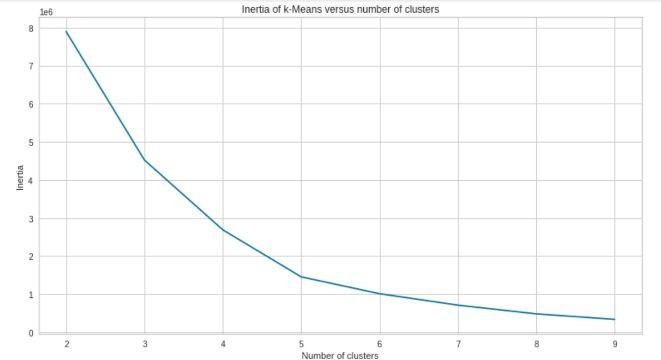 Inertia of k-Means versus number of clusters
1e6
8
7
6
5
4
3
2
1
0
Inertia
2 3 4 5 6 7 8 9
Number of clusters